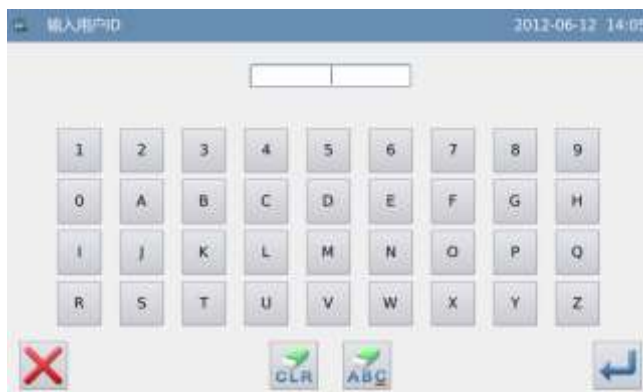 输入用户ID 2012-06-12 14:05
1 2 3 4 5 6 7 8 9
0 A B C D E F G H
I J K L M N O P Q
R S T U V W X Y Z
CLR ABC